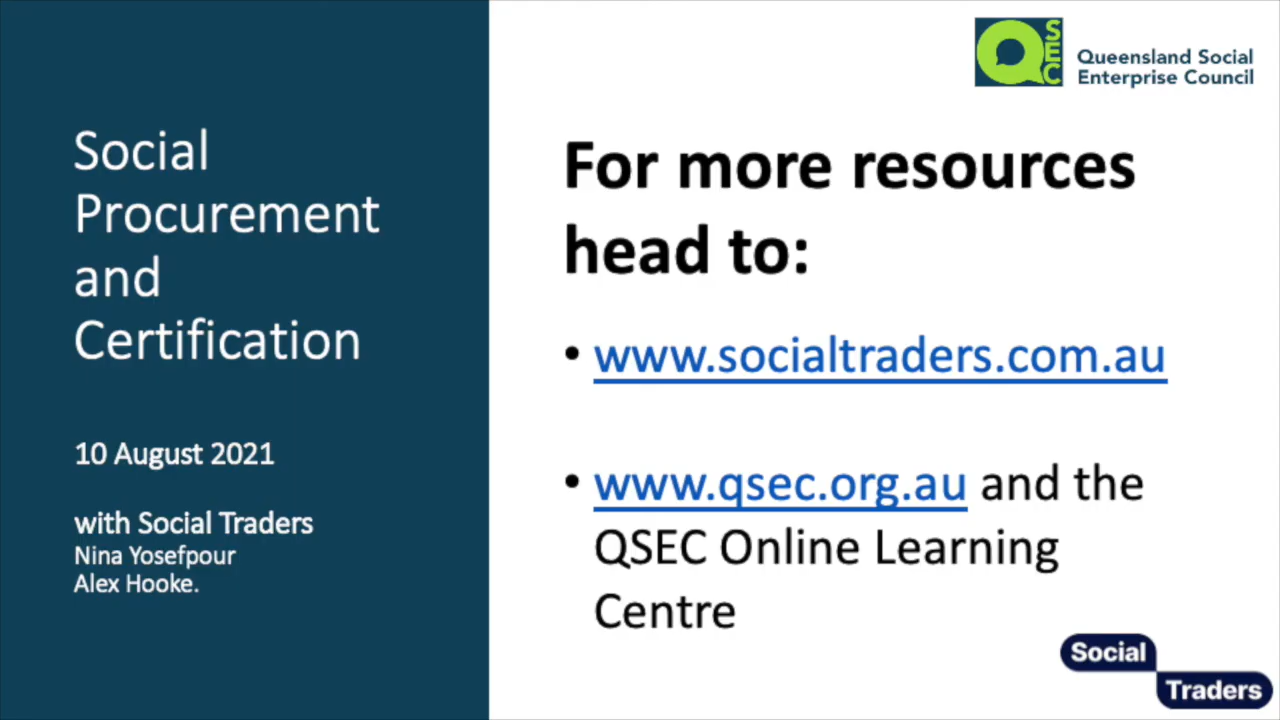 Social
Procurement
and
Certification
10 August 2021
with Social Traders
Nina Yosefpour
Alex Hooke.
QSEC
Queensland Social
Enterprise Council
For more resources
head to:
• www.socialtraders.com.au
• www.qsec.org.au and the
QSEC Online Learning
Centre
Social
Traders